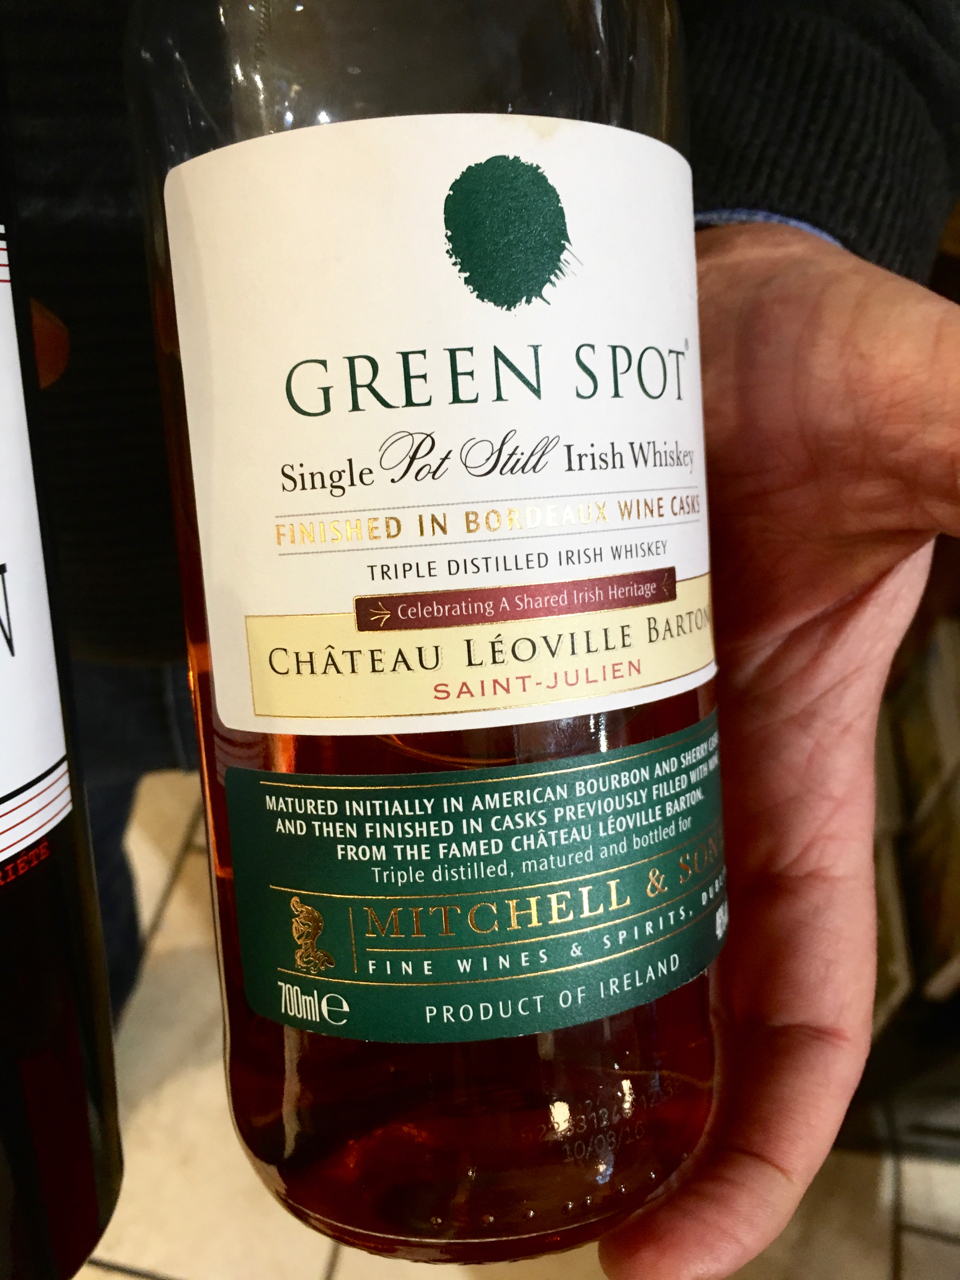 GREEN SPOT®
Single Pot Still Irish Whiskey
FINISHED IN BORDEAUX WINE CASKS
TRIPLE DISTILLED IRISH WHISKEY
Celebrating A Shared Irish Heritage
CHÂTEAU LÉOVILLE BARTON
SAINT-JULIEN
MATURED INITIALLY IN AMERICAN BOURBON AND SHERRY
AND THEN FINISHED IN CASKS PREVIOUSLY FILLED WITH
FROM THE FAMED CHÂTEAU LÉOVILLE BARTON.
Triple distilled, matured and bottled for
MITCHELL & SON
FINE WINES & SPIRITS,
700ml e
PRODUCT OF IRELAND